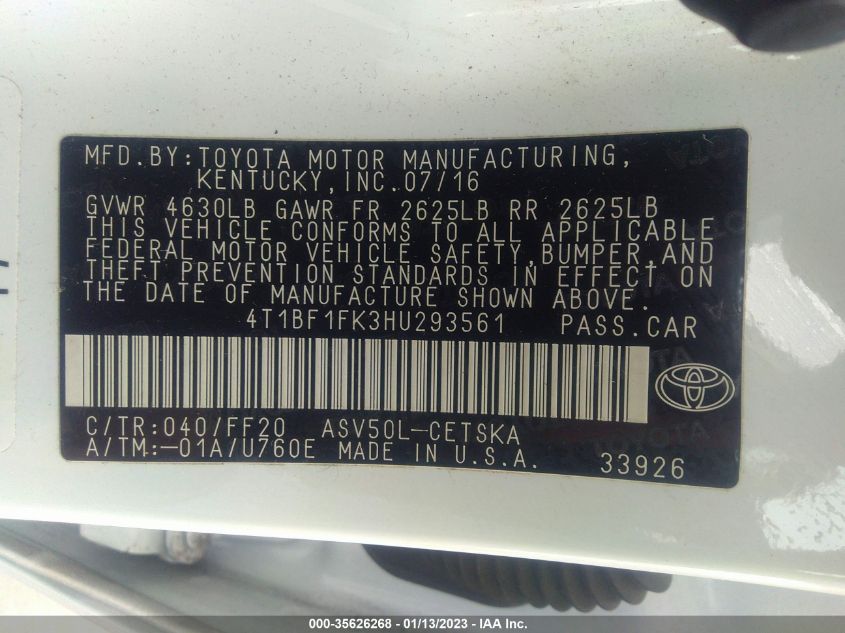 MFD.BY:TOYOTA MOTOR MANUFACTURING,
KENTUCKY,INC.07/16
GVWR 4630LB GAWR FR 2625LB RR 2625LB
THIS VEHICLE CONFORMS TO ALL APPLICABLE
FEDERAL MOTOR VEHICLE SAFETY,BUMPER,AND
THEFT PREVENTION STANDARDS IN EFFECT ON
THE DATE OF MANUFACTURE SHOWN ABOVE.
4T1BF1FK3HU293561 PASS.CAR
C/TR:040/FF20 ASV50L-CETSKA
A/TM:-01A/U760E MADE IN U.S.A. 33926
000-35626268 - 01/13/2023 - IAA Inc.